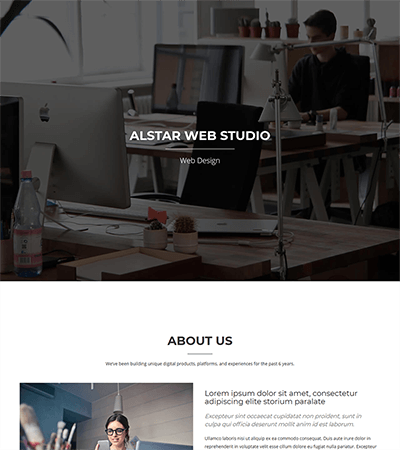 ALSTAR WEB STUDIO
Web Design
ABOUT US
We've been building unique digital products, platforms, and experiences for the past 6 years.
Lorem ipsum dolor sit amet, consectetur
adipiscing elite storium paralate
Excepteur sint occaecat cupidatat non proident, sunt in
culpa qui officia deserunt mollit anim id est laborum.
Ullamco laboris nisi ut aliquip ex ea commodo consequat. Duis aute irure dolor in
reprehenderit in voluptate velit esse cillum dolore eu fugiat nulla pariatur. Excepteur